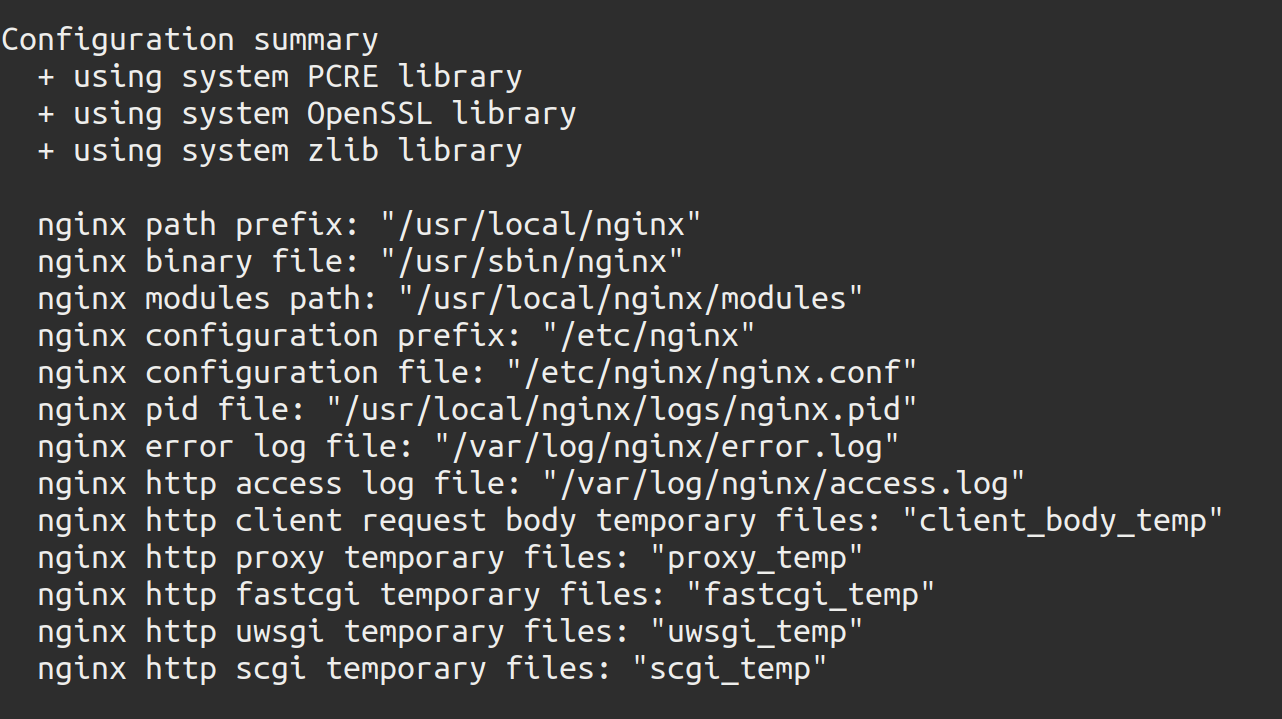 Configuration summary
  + using system PCRE library
  + using system OpenSSL library
  + using system zlib library

  nginx path prefix: "/usr/local/nginx"
  nginx binary file: "/usr/sbin/nginx"
  nginx modules path: "/usr/local/nginx/modules"
  nginx configuration prefix: "/etc/nginx"
  nginx configuration file: "/etc/nginx/nginx.conf"
  nginx pid file: "/usr/local/nginx/logs/nginx.pid"
  nginx error log file: "/var/log/nginx/error.log"
  nginx http access log file: "/var/log/nginx/access.log"
  nginx http client request body temporary files: "client_body_temp"
  nginx http proxy temporary files: "proxy_temp"
  nginx http fastcgi temporary files: "fastcgi_temp"
  nginx http uwsgi temporary files: "uwsgi_temp"
  nginx http scgi temporary files: "scgi_temp"